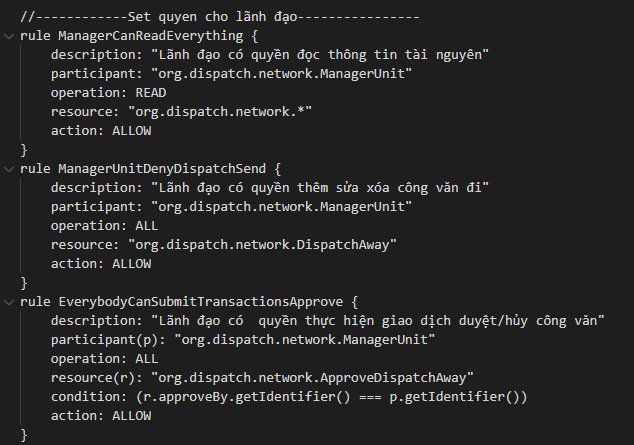 //------------Set quyen cho lãnh đạo----------------
rule ManagerCanReadEverything {
    description: "Lãnh đạo có quyền đọc thông tin tài nguyên"
    participant: "org.dispatch.network.ManagerUnit"
    operation: READ
    resource: "org.dispatch.network.*"
    action: ALLOW
}
rule ManagerUnitDenyDispatchSend {
    description: "Lãnh đạo có quyền thêm sửa xóa công văn đi"
    participant: "org.dispatch.network.ManagerUnit"
    operation: ALL
    resource: "org.dispatch.network.DispatchAway"
    action: ALLOW
}
rule EverybodyCanSubmitTransactionsApprove {
    description: "Lãnh đạo có  quyền thực hiện giao dịch duyệt/hủy công văn"
    participant(p): "org.dispatch.network.ManagerUnit"
    operation: ALL
    resource(r): "org.dispatch.network.ApproveDispatchAway"
    condition: (r.approveBy.getIdentifier() === p.getIdentifier())
    action: ALLOW
}